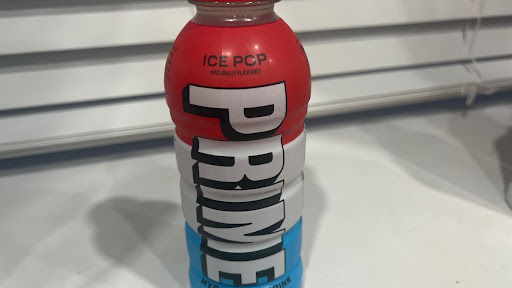 ICE POP
NATURALLY FLAVORED
PRIME